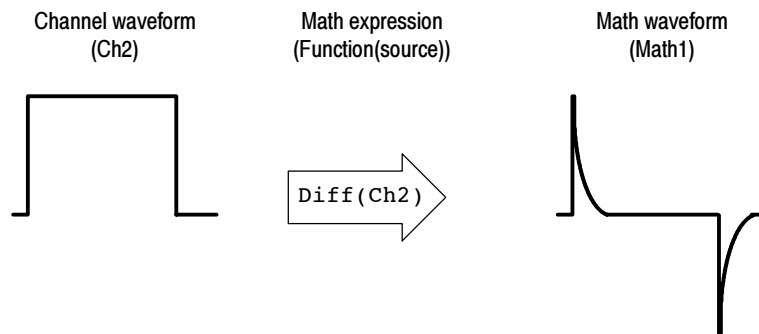 Channel waveform
(Ch2)
Math expression
(Function(source))
Math waveform
(Math1)
Diff(Ch2)